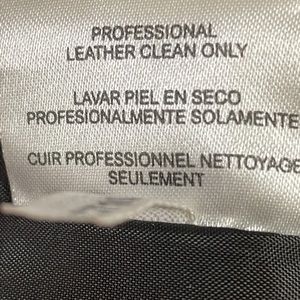 PROFESSIONAL
LEATHER CLEAN ONLY
LAVAR PIEL EN SECO
PROFESIONALMENTE SOLAMENTE
CUIR PROFESSIONNEL NETTOYAGE
SEULEMENT